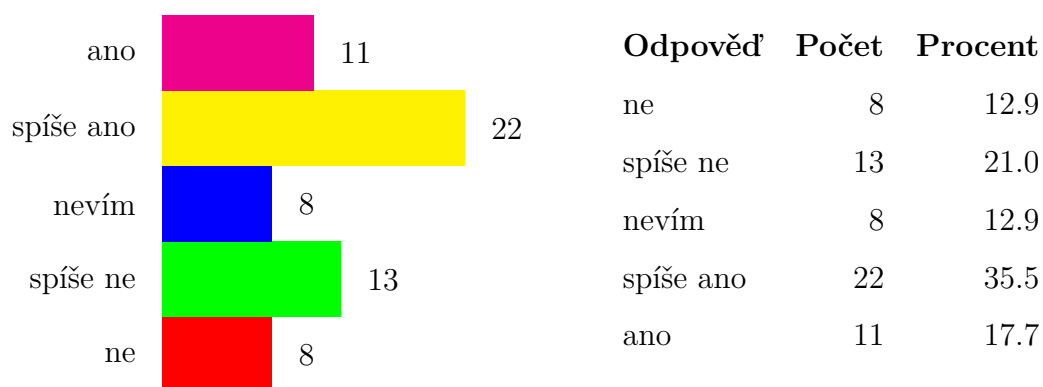 ano 11
spíše ano 22
nevím 8
spíše ne 13
ne 8
Odpověď Počet Procent
ne 8 12.9
spíše ne 13 21.0
nevím 8 12.9
spíše ano 22 35.5
ano 11 17.7